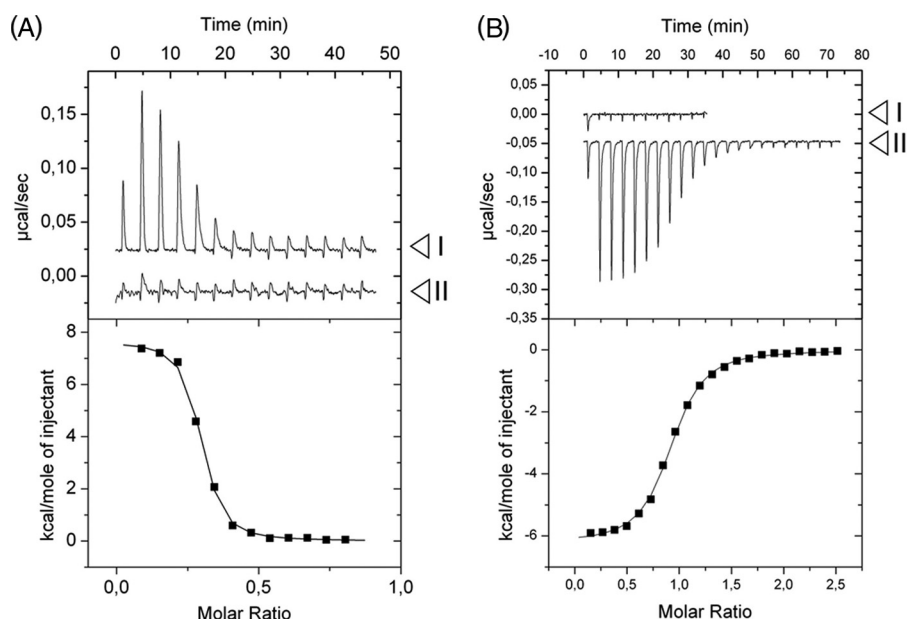 (A)
Time (min)
0 10 20 30 40 50
0,15
0,10
0,05
0,00
µcal/sec
I
II
8
6
4
2
0
kcal/mole of injectant
0,0 0,5 1,0
Molar Ratio
(B)
Time (min)
-10 0 10 20 30 40 50 60 70 80
0,05
0,00
-0,05
-0,10
-0,15
-0,20
-0,25
-0,30
-0,35
µcal/sec
I
II
0
-2
-4
-6
kcal/mole of injectant
0,0 0,5 1,0 1,5 2,0 2,5
Molar Ratio